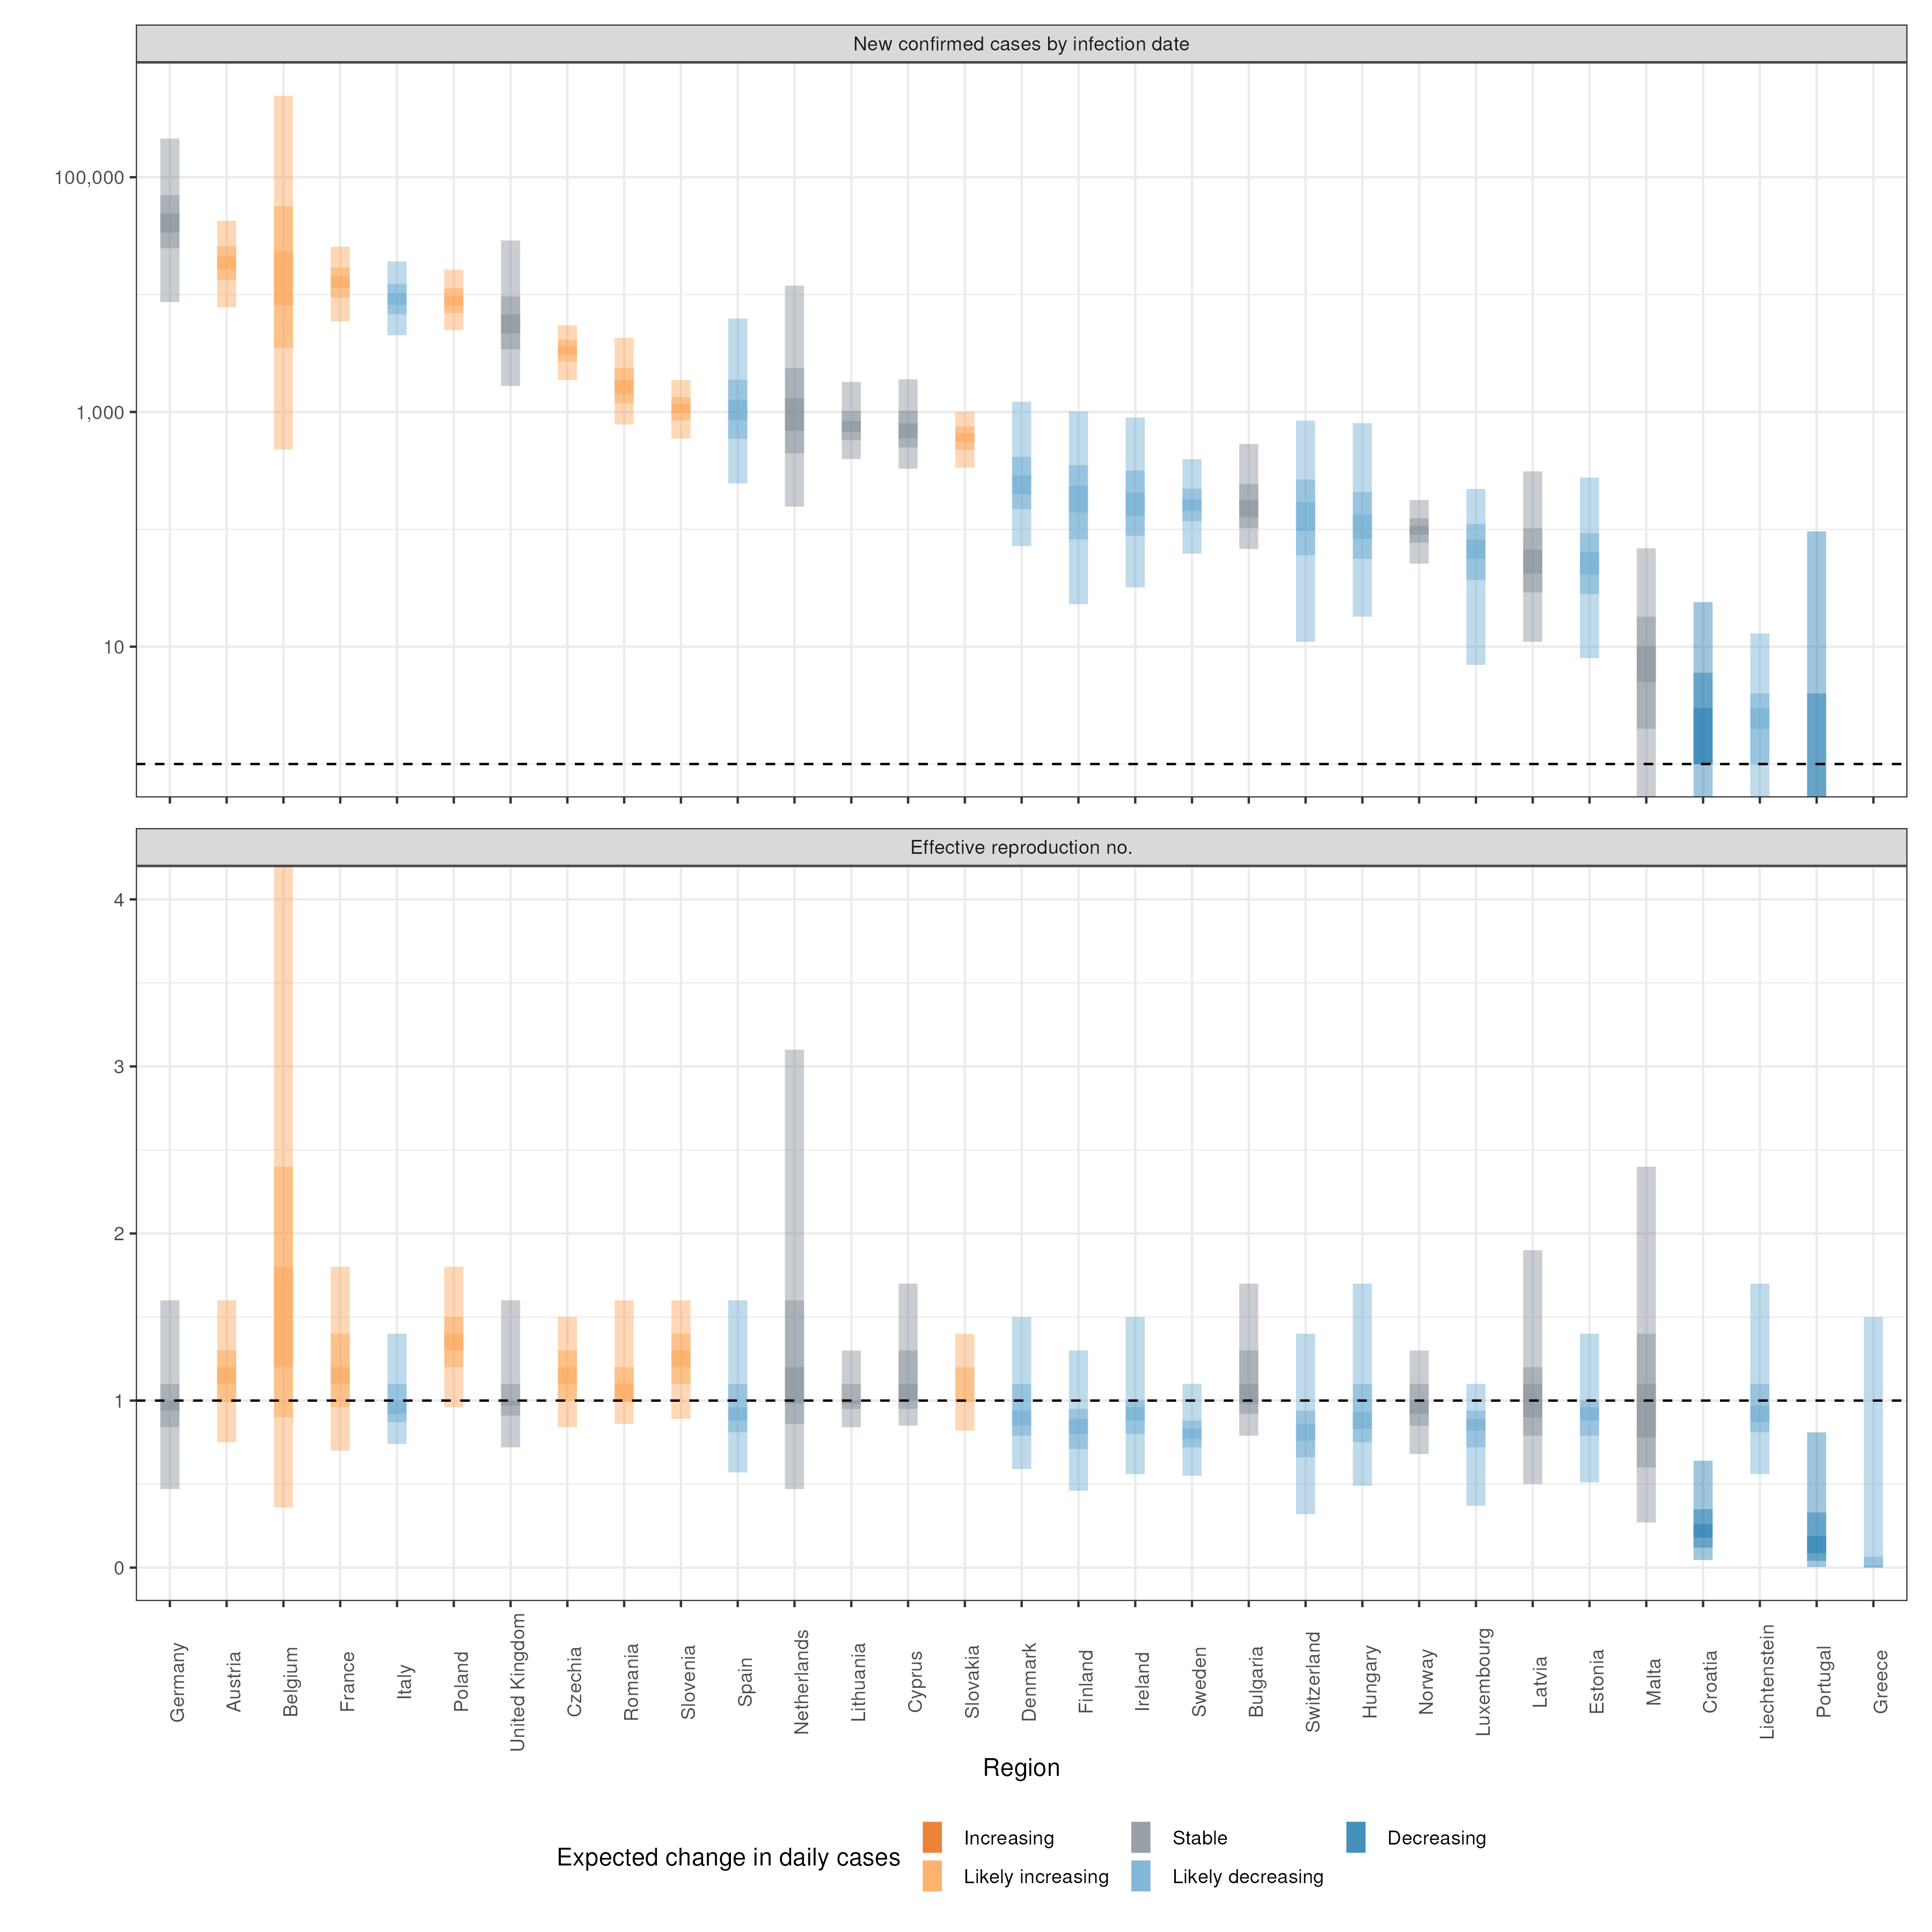 New confirmed cases by infection date
100,000
1,000
10
Effective reproduction no.
4
3
2
1
0
Germany
Austria
Belgium
France
Italy
Poland
United Kingdom
Czechia
Romania
Slovenia
Spain
Netherlands
Lithuania
Cyprus
Slovakia
Denmark
Finland
Ireland
Sweden
Bulgaria
Switzerland
Hungary
Norway
Luxembourg
Latvia
Estonia
Malta
Croatia
Liechtenstein
Portugal
Greece
Region
Expected change in daily cases
Increasing
Likely increasing
Stable
Likely decreasing
Decreasing